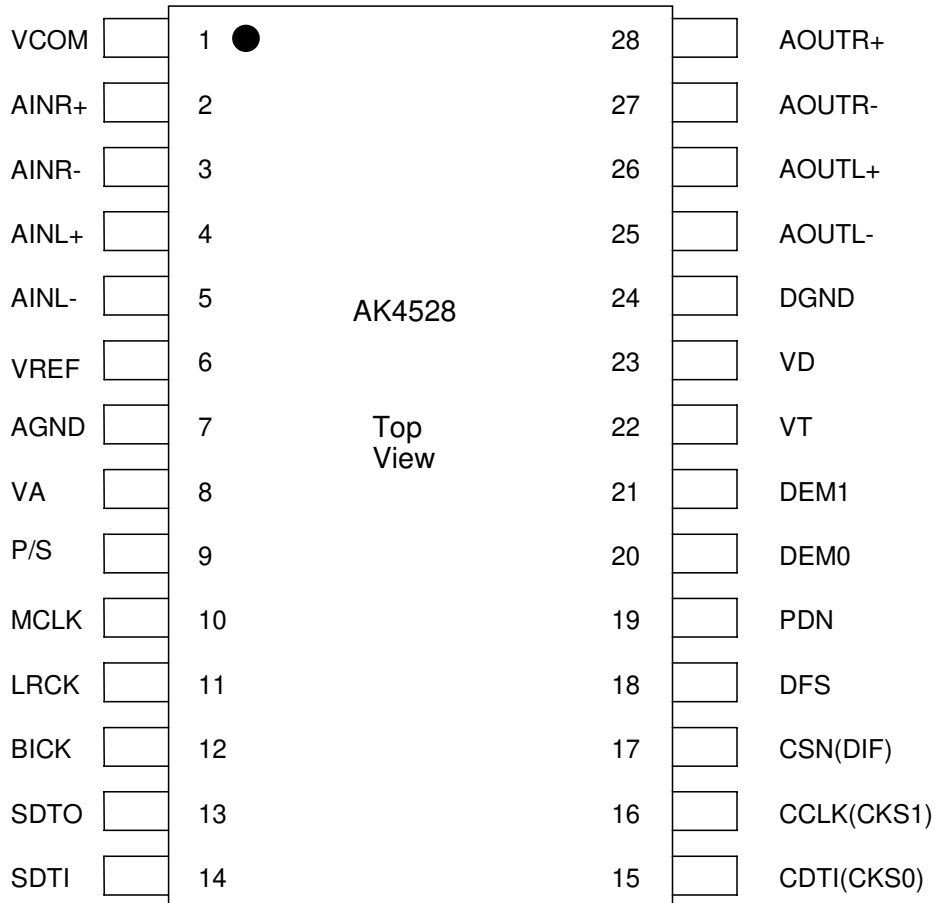 VCOM 1 28 AOUTR+
AINR+ 2 27 AOUTR-
AINR- 3 26 AOUTL+
AINL+ 4 25 AOUTL-
AINL- 5 24 DGND
AK4528
VREF 6 23 VD
AGND 7 Top 22 VT
View
VA 8 21 DEM1
P/S 9 20 DEM0
MCLK 10 19 PDN
LRCK 11 18 DFS
BICK 12 17 CSN(DIF)
SDTO 13 16 CCLK(CKS1)
SDTI 14 15 CDTI(CKS0)